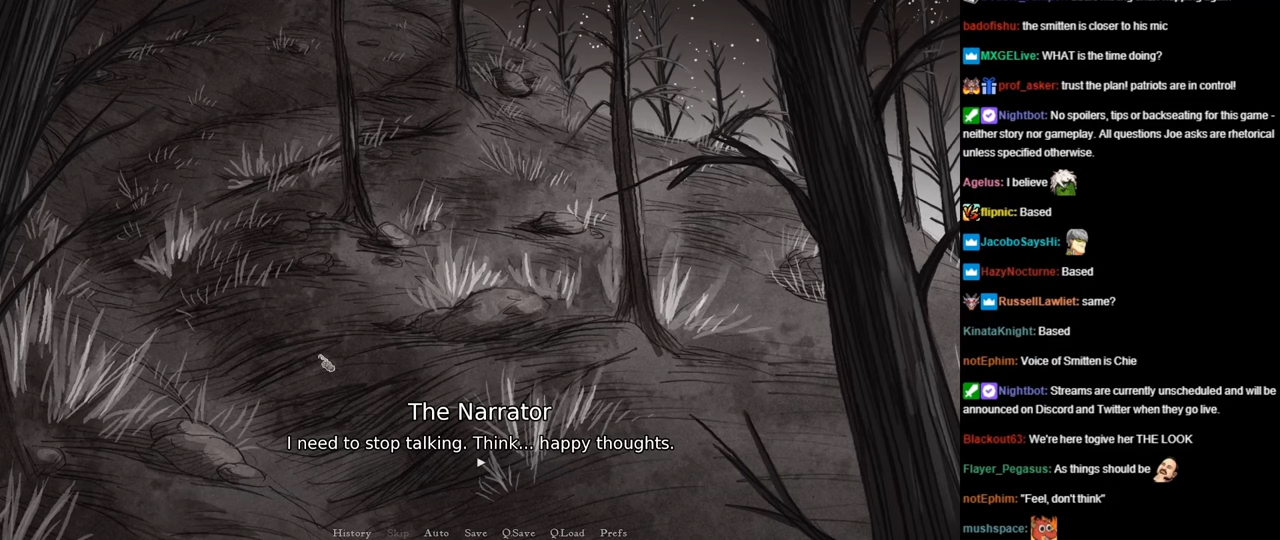 The Narrator
I need to stop talking. Think... happy thoughts.
History Skip Auto Save Q.Save Q.Load Prefs
badofishu: the smitten is closer to his mic
MXGELive: WHAT is the time doing?
prof_asker: trust the plan! patriots are in control!
Nightbot: No spoilers, tips or backseating for this game -
neither story nor gameplay. All questions Joe asks are rhetorical
unless specified otherwise.
Agelus: I believe
flipnic: Based
JacoboSaysHi:
HazyNocturne: Based
RussellLawliet: same?
KinataKnight: Based
notEphim: Voice of Smitten is Chie
Nightbot: Streams are currently unscheduled and will be
announced on Discord and Twitter when they go live.
Blackout63: We're here togive her THE LOOK
Flayer_Pegasus: As things should be
notEphim: "Feel, don't think"
mushspace: